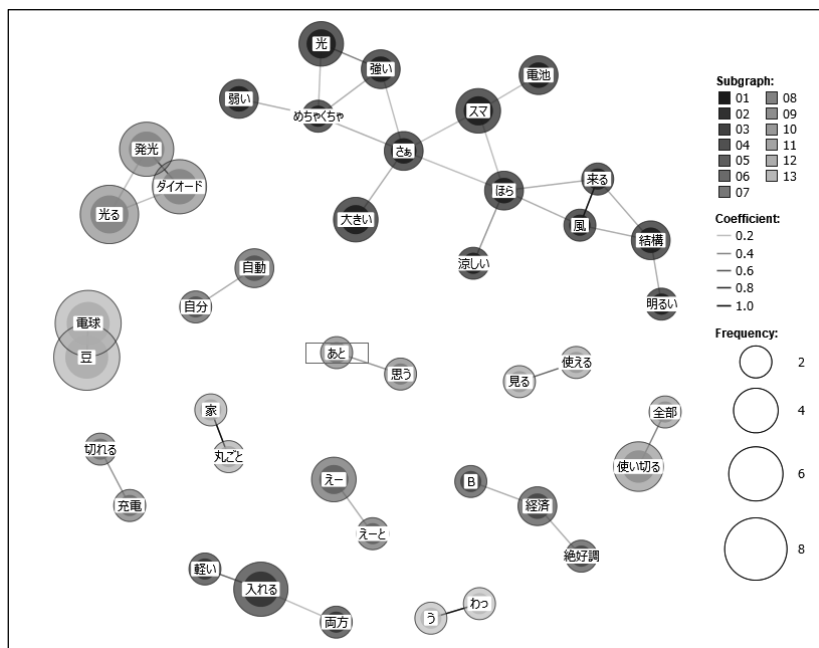 光
強い
電池
弱い
めちゃくちゃ
スマ
さぁ
発光
ダイオード
来る
ほら
光る
大きい
風
結構
涼しい
自動
明るい
自分
電球
豆
あと
思う
使える
見る
家
全部
丸ごと
切れる
使い切る
えー
B
充電
経済
えーと
絶好調
軽い
入れる
両方
わっ
う
Subgraph:
01 08
02 09
03 10
04 11
05 12
06 13
07
Coefficient:
0.2
0.4
0.6
0.8
1.0
Frequency:
2
4
6
8